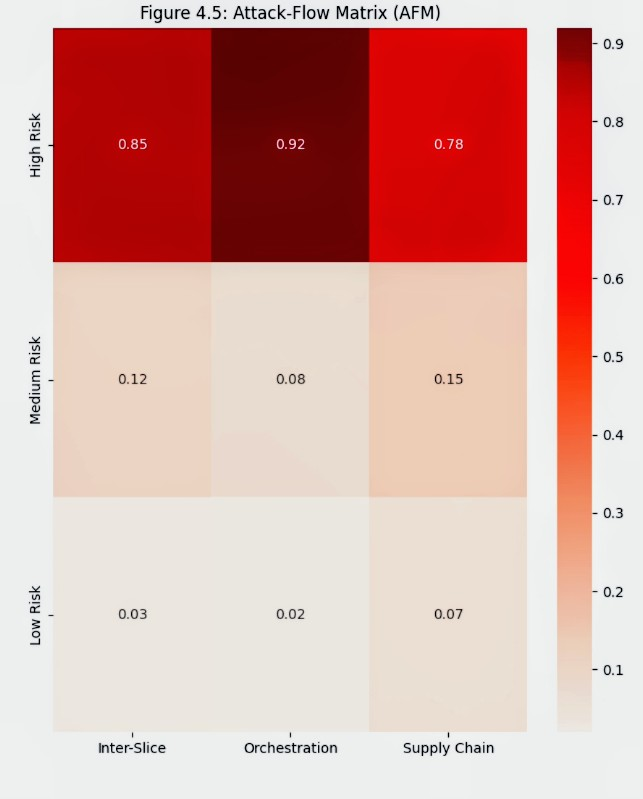 Figure 4.5: Attack-Flow Matrix (AFM)
High Risk
0.85 0.92 0.78
Medium Risk
0.12 0.08 0.15
Low Risk
0.03 0.02 0.07
Inter-Slice Orchestration Supply Chain
0.9
0.8
0.7
0.6
0.5
0.4
0.3
0.2
0.1